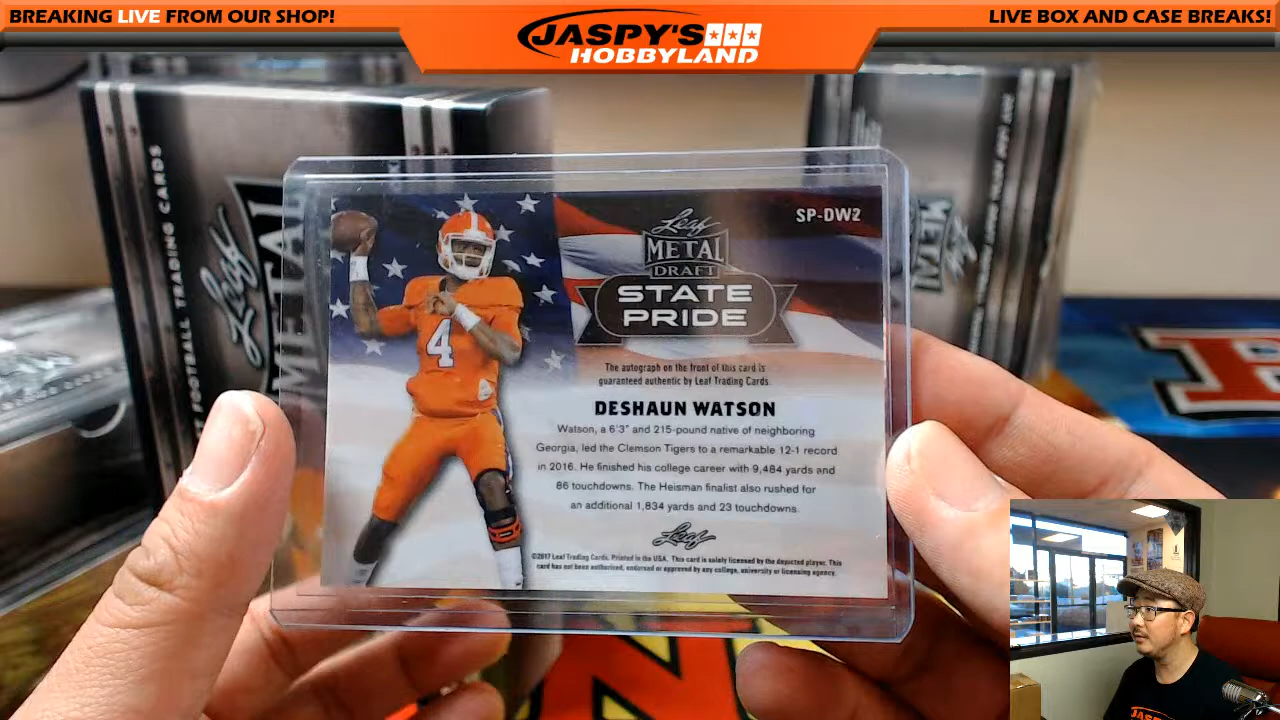 BREAKING LIVE FROM OUR SHOP!
JASPY'S
HOBBYLAND
LIVE BOX AND CASE BREAKS!
FOOTBALL TRADING CARDS
Leaf
METAL
METAL
Leaf
SP-DW2
Leaf
METAL
DRAFT
STATE
PRIDE
4
The autograph on the front of this card is
guaranteed authentic by Leaf Trading Cards.
DESHAUN WATSON
Watson, a 6'3" and 215-pound native of neighboring
Georgia, led the Clemson Tigers to a remarkable 12-1 record
in 2016. He finished his college career with 9,484 yards and
86 touchdowns. The Heisman finalist also rushed for
an additional 1,834 yards and 23 touchdowns.
Leaf
©2017 Leaf Trading Cards. Printed in the USA. This card is solely licensed by the depicted player. This
card has not been authorized, endorsed or approved by any college, university or licensing agency.